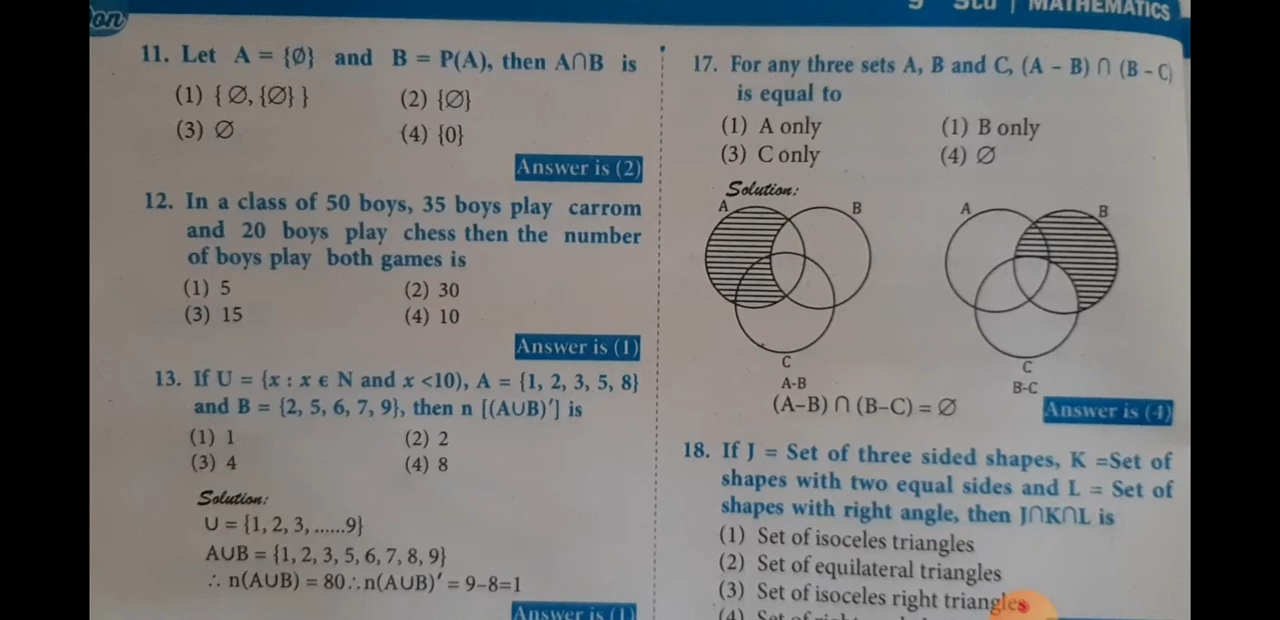 on
9th Std | MATHEMATICS
11. Let A = {Ø} and B = P(A), then A∩B is
(1) { Ø, {Ø} } (2) {Ø}
(3) Ø (4) {0}
Answer is (2)
12. In a class of 50 boys, 35 boys play carrom
and 20 boys play chess then the number
of boys play both games is
(1) 5 (2) 30
(3) 15 (4) 10
Answer is (1)
13. If U = {x : x ϵ N and x <10), A = {1, 2, 3, 5, 8}
and B = {2, 5, 6, 7, 9}, then n [(A∪B)′] is
(1) 1 (2) 2
(3) 4 (4) 8
Solution:
U = {1, 2, 3, ......9}
A∪B = {1, 2, 3, 5, 6, 7, 8, 9}
∴ n(A∪B) = 80∴n(A∪B)′ = 9–8=1
Answer is (1)
17. For any three sets A, B and C, (A – B) ∩ (B – C)
is equal to
(1) A only (1) B only
(3) C only (4) Ø
Solution:
A B A B
C C
A-B B-C
(A–B) ∩ (B–C) = Ø
Answer is (4)
18. If J = Set of three sided shapes, K =Set of
shapes with two equal sides and L = Set of
shapes with right angle, then J∩K∩L is
(1) Set of isoceles triangles
(2) Set of equilateral triangles
(3) Set of isoceles right triangles
(4) Set of